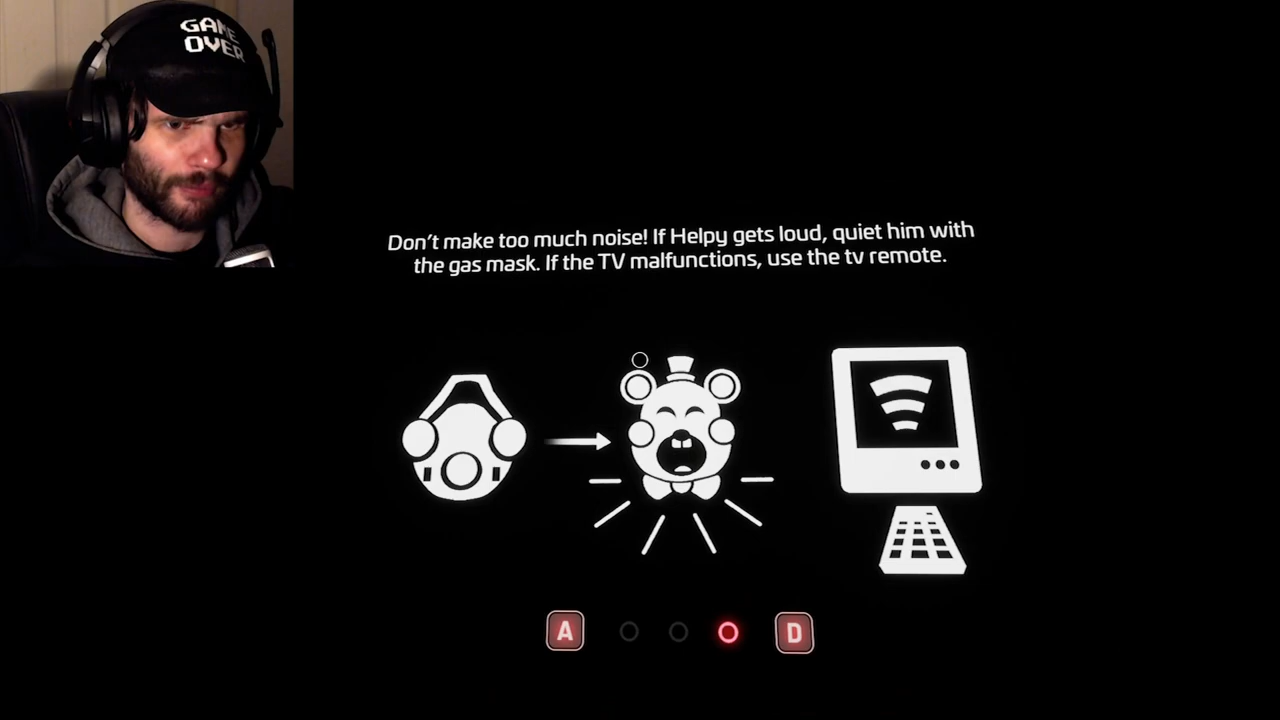 GAME
OVER
Don't make too much noise! If Helpy gets loud, quiet him with
the gas mask. If the TV malfunctions, use the tv remote.
A
D